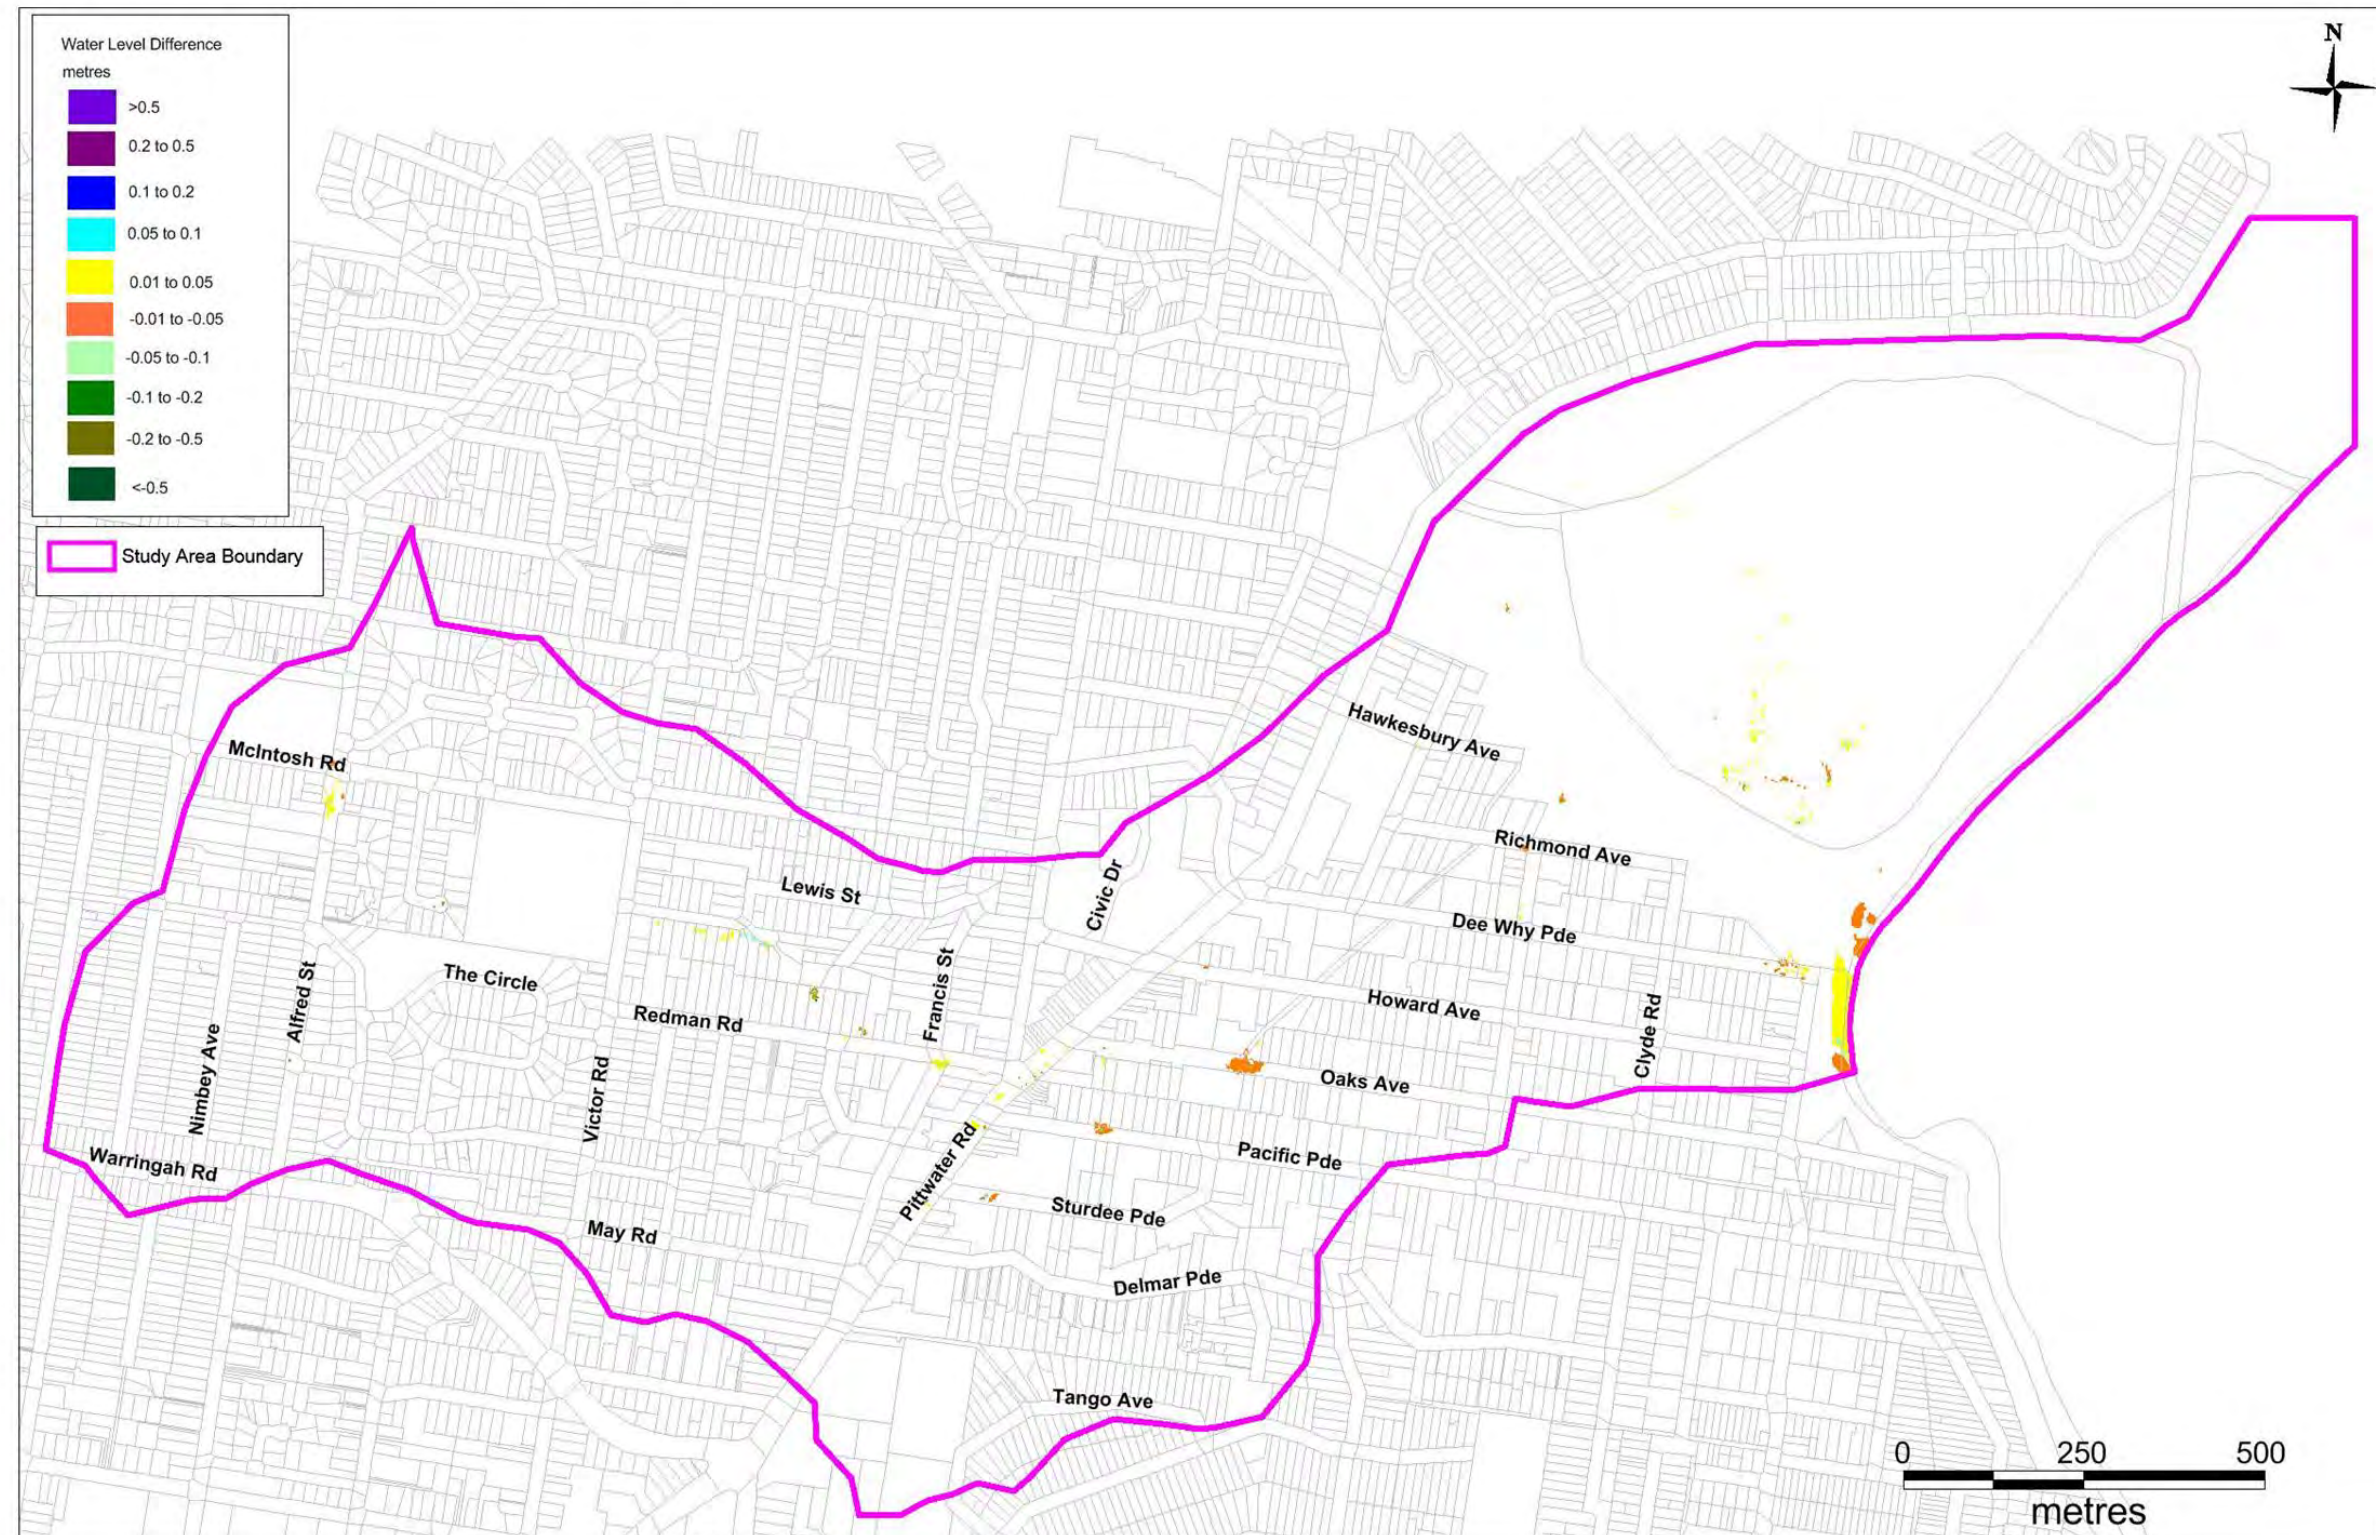 Water Level Difference
metres
>0.5
0.2 to 0.5
0.1 to 0.2
0.05 to 0.1
0.01 to 0.05
-0.01 to -0.05
-0.05 to -0.1
-0.1 to -0.2
-0.2 to -0.5
<-0.5
Study Area Boundary
N
Hawkesbury Ave
McIntosh Rd
Richmond Ave
Lewis St
Civic Dr
Dee Why Pde
The Circle
Alfred St
Francis St
Howard Ave
Redman Rd
Clyde Rd
Nimbey Ave
Victor Rd
Oaks Ave
Pacific Pde
Warringah Rd
Pittwater Rd
Sturdee Pde
May Rd
Delmar Pde
Tango Ave
0 250 500
metres